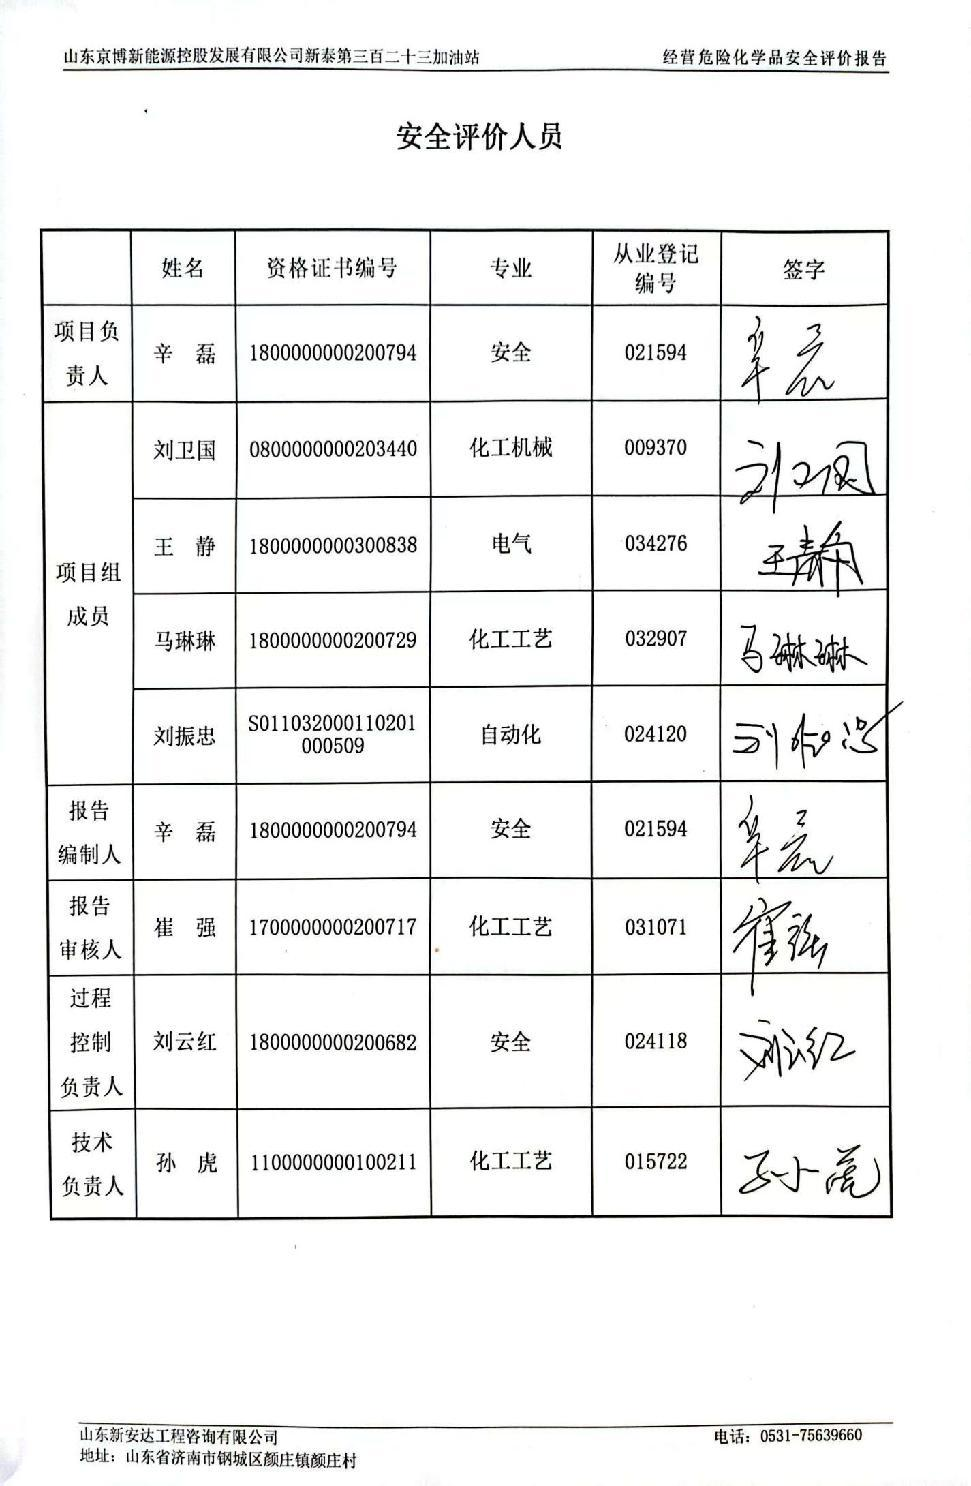 山东京博新能源控股发展有限公司新泰第三百二十三加油站 经营危险化学品安全评价报告
安全评价人员
姓名 资格证书编号 专业 从业登记编号 签字
项目负责人 辛 磊 1800000000200794 安全 021594 辛磊
项目组成员 刘卫国 0800000000203440 化工机械 009370 刘卫国
王 静 1800000000300838 电气 034276 王静
马琳琳 1800000000200729 化工工艺 032907 马琳琳
刘振忠 S011032000110201000509 自动化 024120 刘振忠
报告编制人 辛 磊 1800000000200794 安全 021594 辛磊
报告审核人 崔 强 1700000000200717 化工工艺 031071 崔强
过程控制负责人 刘云红 1800000000200682 安全 024118 刘云红
技术负责人 孙 虎 1100000000100211 化工工艺 015722 孙小虎
山东新安达工程咨询有限公司 电话：0531-75639660
地址：山东省济南市钢城区颜庄镇颜庄村